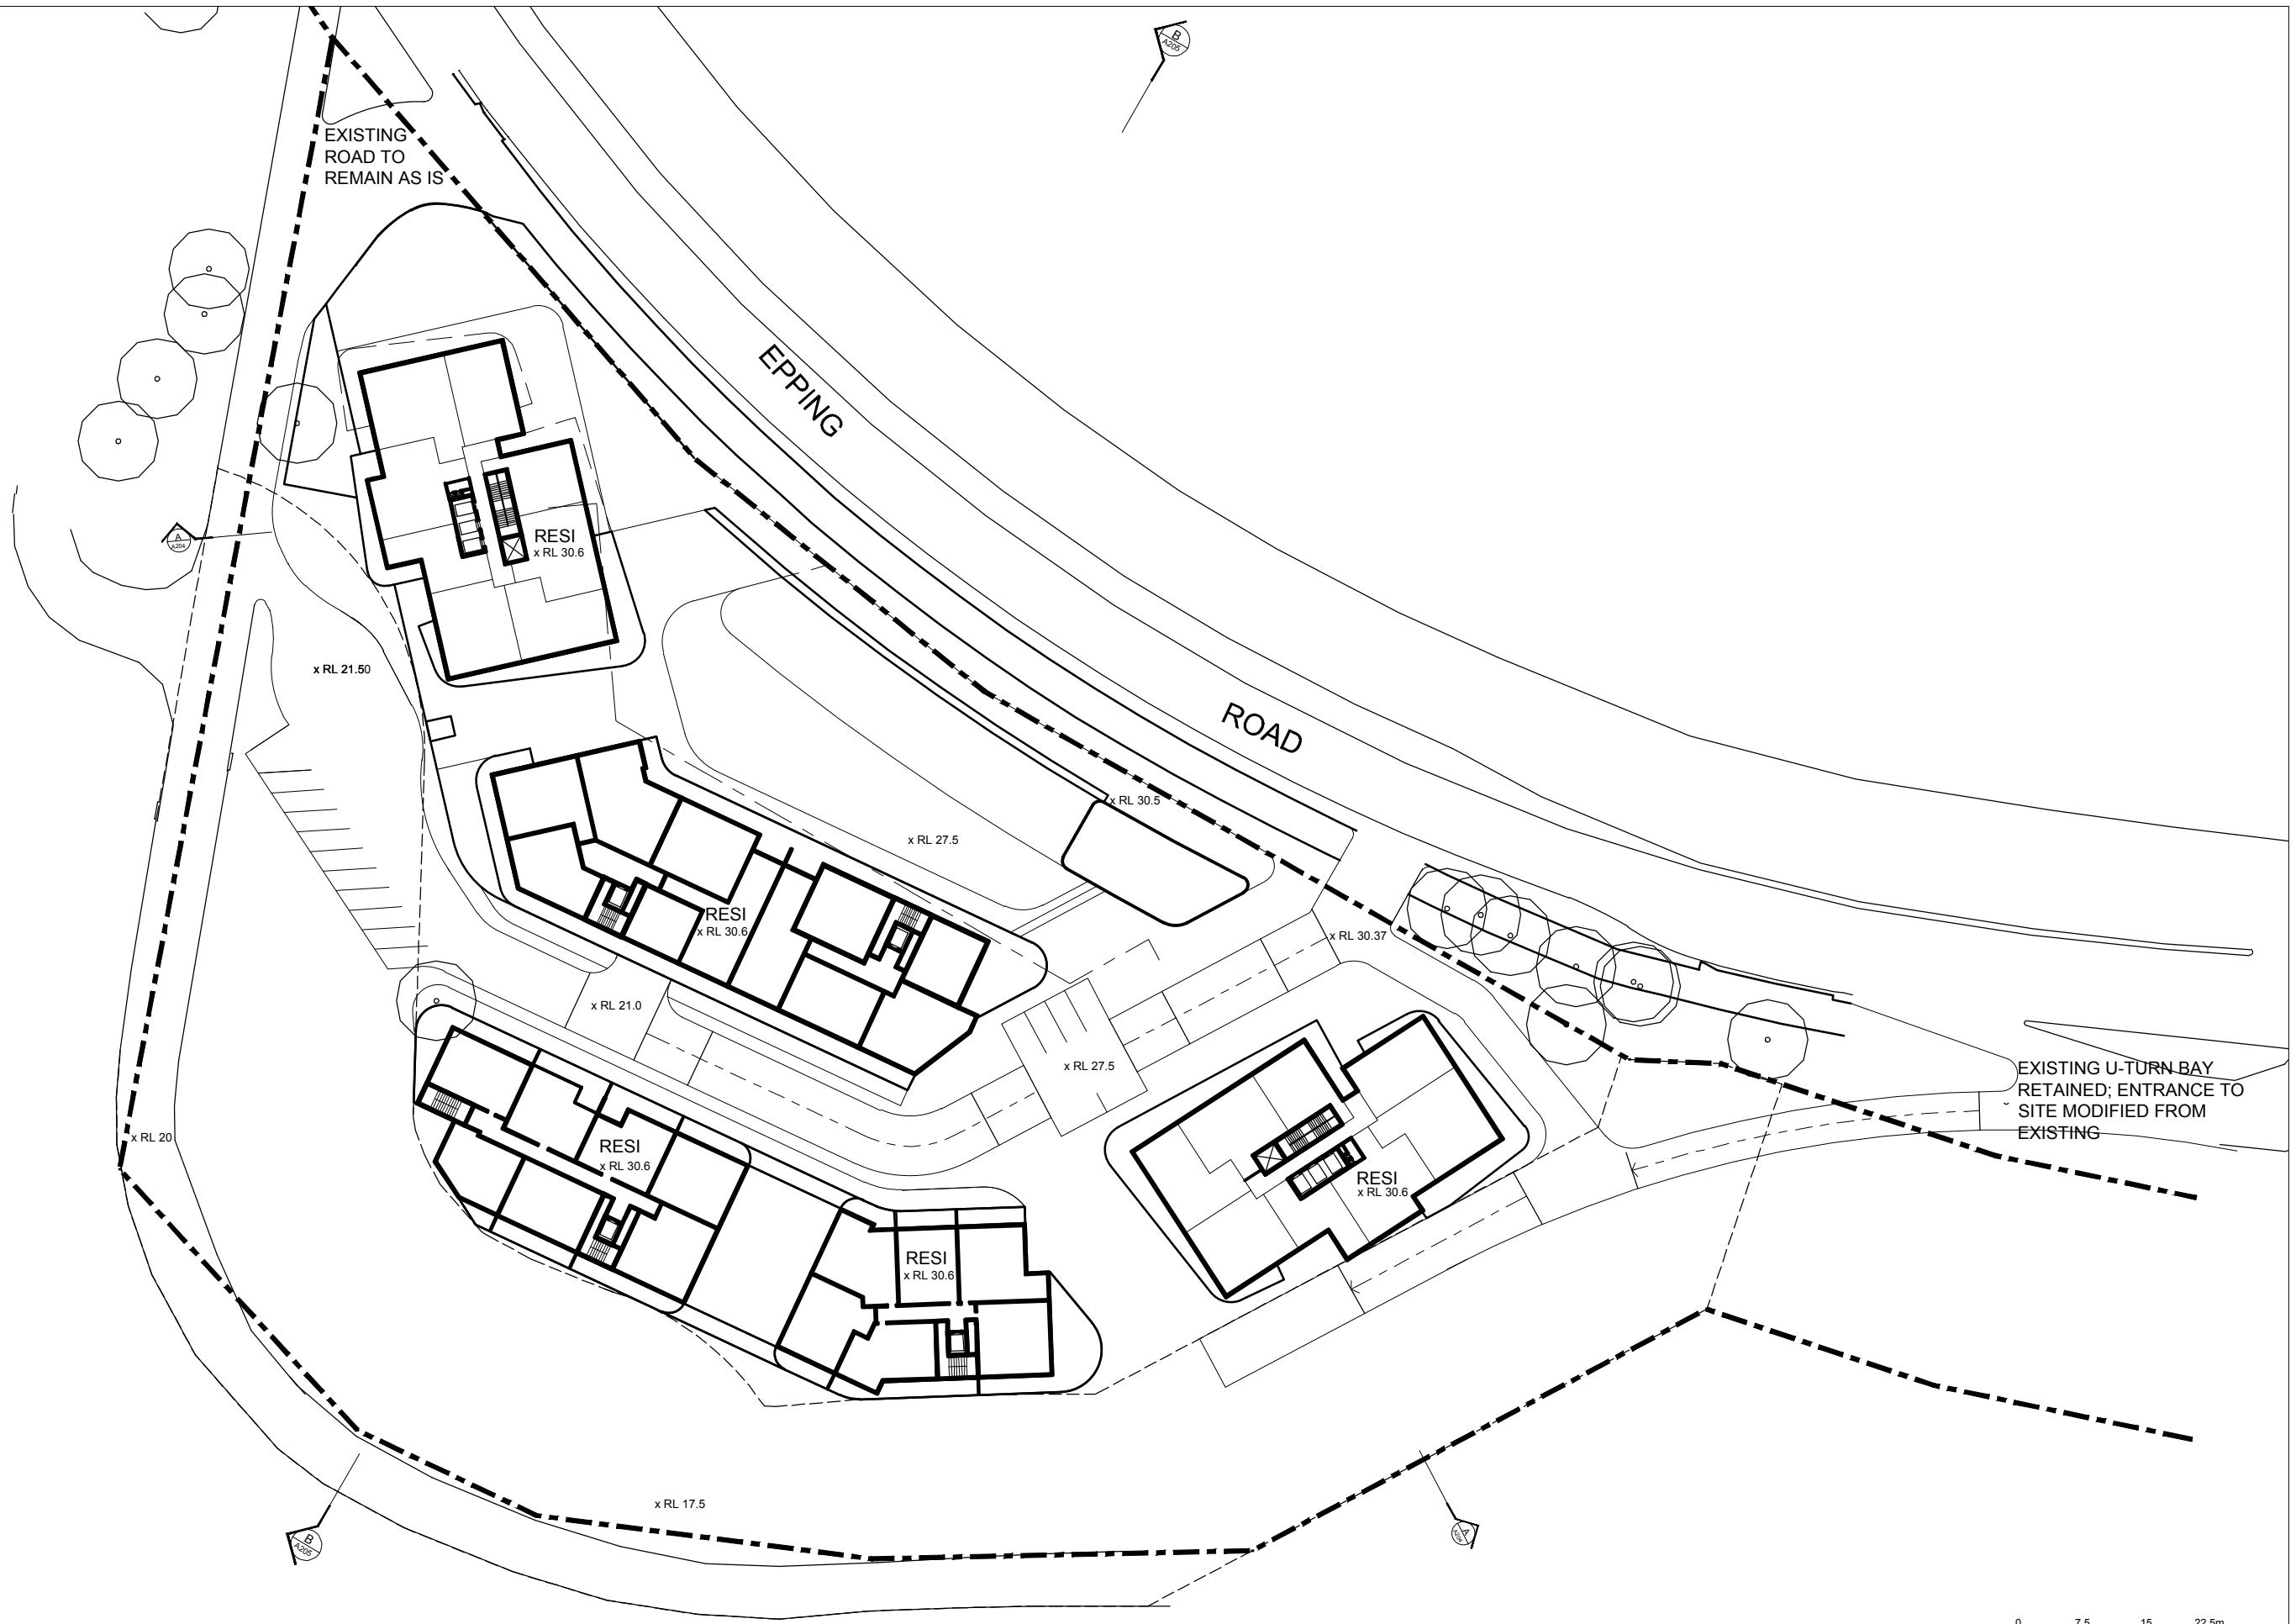 B
A205
EXISTING
ROAD TO
REMAIN AS IS
EPPING
A
A204
RESI
x RL 30.6
x RL 21.50
ROAD
x RL 30.5
x RL 27.5
RESI
x RL 30.6
x RL 30.37
x RL 21.0
x RL 27.5
EXISTING U-TURN BAY
RETAINED; ENTRANCE TO
SITE MODIFIED FROM
EXISTING
x RL 20
RESI
x RL 30.6
RESI
x RL 30.6
RESI
x RL 30.6
x RL 17.5
B
A205
A
A204
0 7.5 15 22.5m